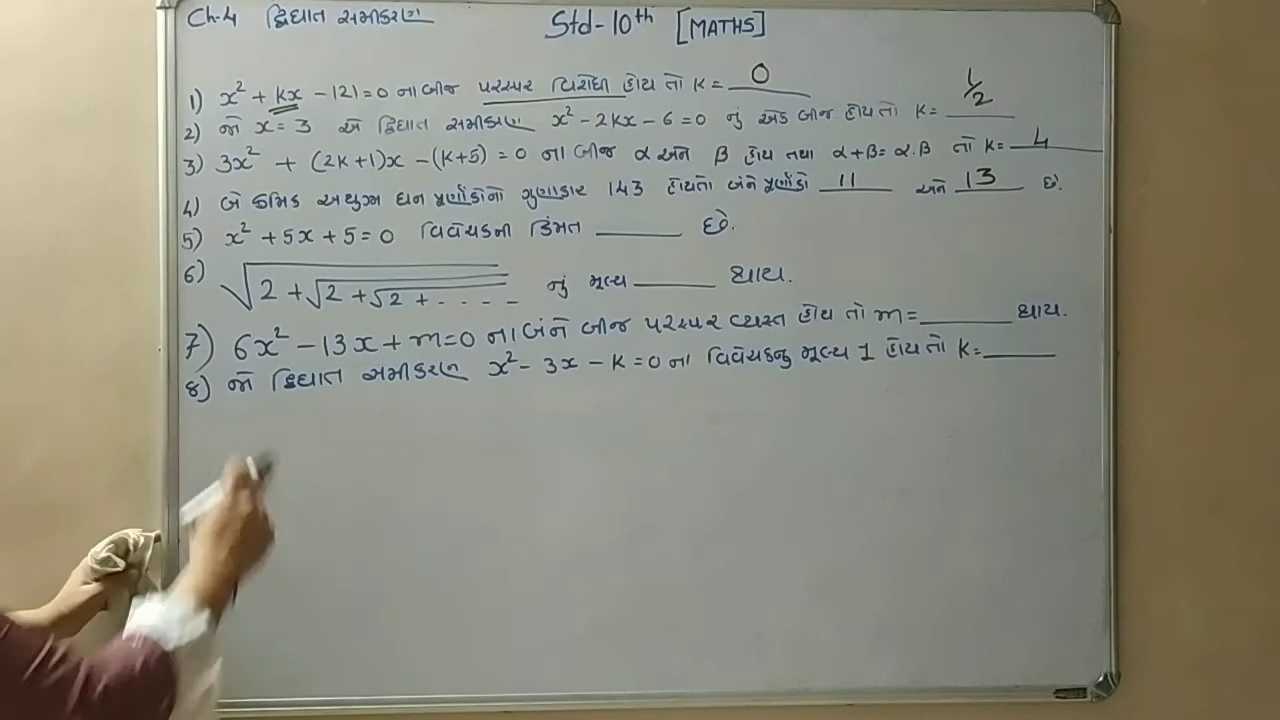 Ch-4 દ્વિઘાત સમીકરણ
Std-10th [MATHS]
1) x² + kx - 121 = 0 ના બીજ પરસ્પર વિરોધી હોય તો k = 0
2) જો x = 3 એ દ્વિઘાત સમીકરણ x² - 2kx - 6 = 0 નું એક બીજ હોય તો k = 1/2
3) 3x² + (2k+1)x - (k+5) = 0 ના બીજ α અને β હોય તથા α+β = α.β તો k = 4
4) બે ક્રમિક અયુગ્મ ધન પૂર્ણાંકોનો ગુણાકાર 143 હોયતો બંને પૂર્ણાંકો 11 અને 13 છે.
5) x² + 5x + 5 = 0 વિવેચકની કિંમત ______ છે.
6) √2 + √2 + √2 + ..... નું મૂલ્ય ______ થાય.
7) 6x² - 13x + m = 0 ના બંને બીજ પરસ્પર વ્યસ્ત હોય તો m = ______ થાય.
8) જો દ્વિઘાત સમીકરણ x² - 3x - k = 0 ના વિવેચકનુ મૂલ્ય 1 હોય તો k = ______